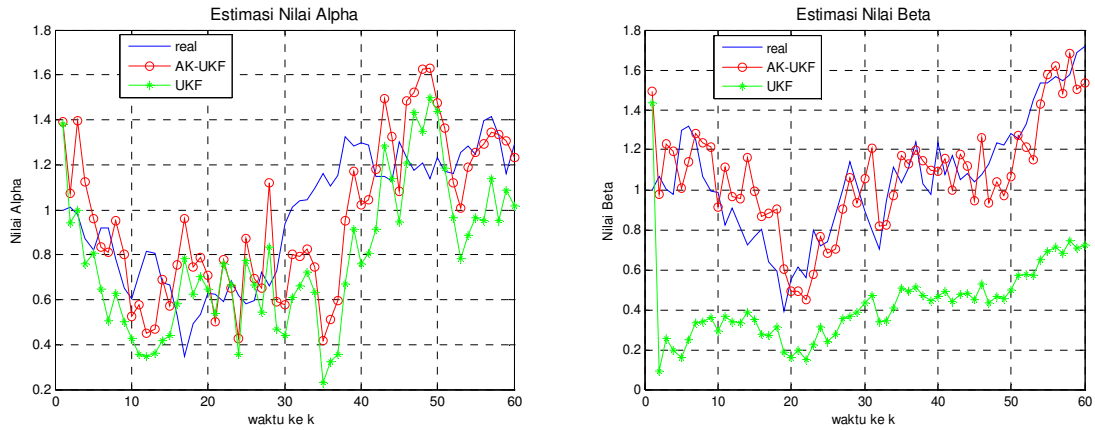 Estimasi Nilai Alpha
1.8
1.6
1.4
1.2
1
0.8
0.6
0.4
0.2
Nilai Alpha
real
AK-UKF
UKF
0 10 20 30 40 50 60
waktu ke k
Estimasi Nilai Beta
1.8
1.6
1.4
1.2
1
0.8
0.6
0.4
0.2
0
Nilai Beta
real
AK-UKF
UKF
0 10 20 30 40 50 60
waktu ke k